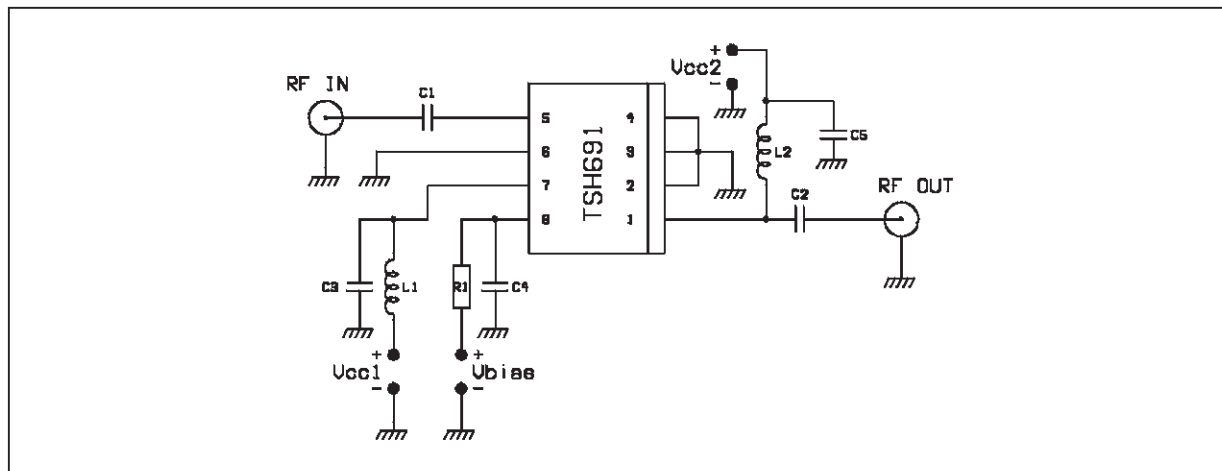 RF IN
C1
+
Vcc2
-
C5
L2
5
6
7
8
TSH691
4
3
2
1
C2
RF OUT
C3
L1
R1
C4
+
Vcc1
-
+
Vbias
-